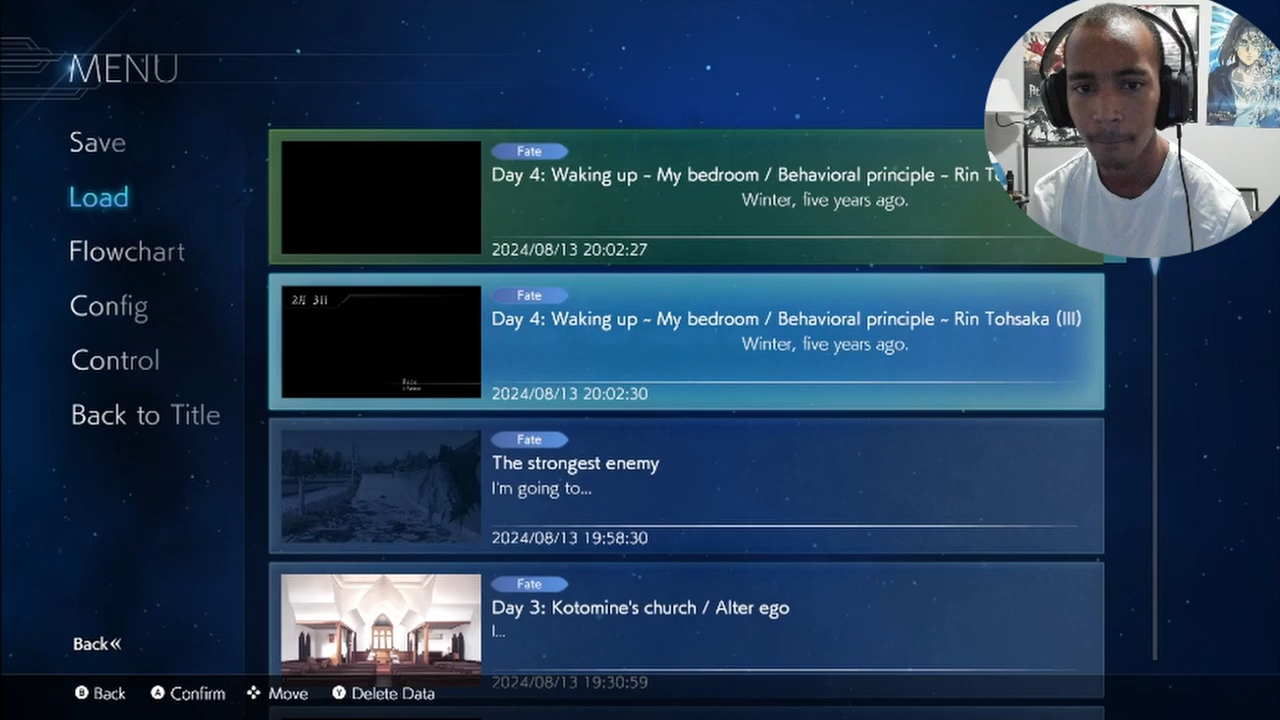 MENU
Save
Load
Flowchart
Config
Control
Back to Title
Back«
Fate
Day 4: Waking up ~ My bedroom / Behavioral principle ~ Rin
Winter, five years ago.
2024/08/13 20:02:27
2月 3日
Fate
Day 4: Waking up ~ My bedroom / Behavioral principle ~ Rin Tohsaka (III)
Winter, five years ago.
2024/08/13 20:02:30
Fate
The strongest enemy
I'm going to...
2024/08/13 19:58:30
Fate
Day 3: Kotomine's church / Alter ego
I...
2024/08/13 19:30:59
B Back A Confirm Move Y Delete Data